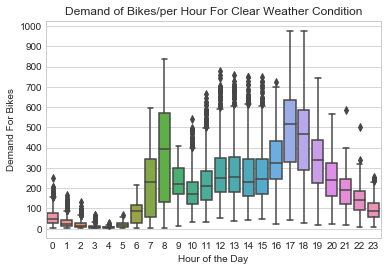 Demand of Bikes/per Hour For Clear Weather Condition
Demand For Bikes
1000
900
800
700
600
500
400
300
200
100
0
0 1 2 3 4 5 6 7 8 9 10 11 12 13 14 15 16 17 18 19 20 21 22 23
Hour of the Day